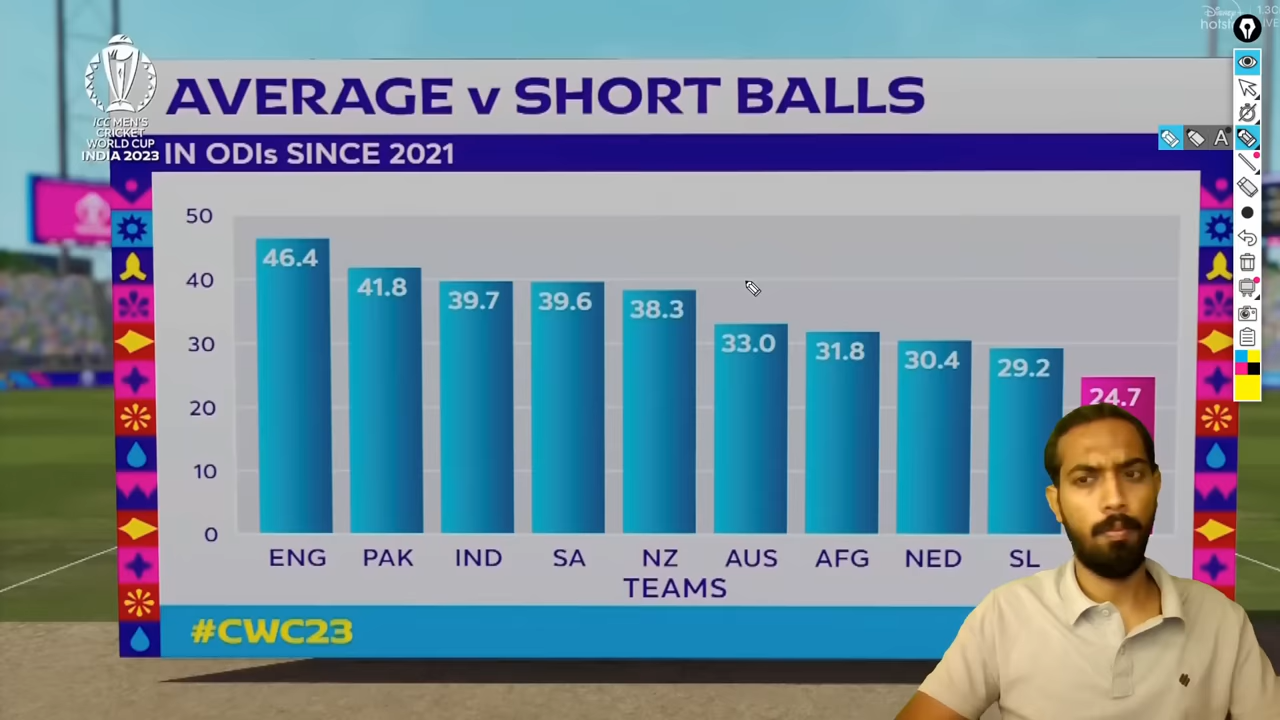 Disney
AVERAGE v SHORT BALLS
ICC MEN'S
CRICKET
WORLD CUP
INDIA 2023
IN ODIs SINCE 2021
A
50
40
30
20
10
0
46.4
41.8
39.7
39.6
38.3
33.0
31.8
30.4
29.2
24.7
ENG PAK IND SA NZ AUS AFG NED SL
TEAMS
#CWC23